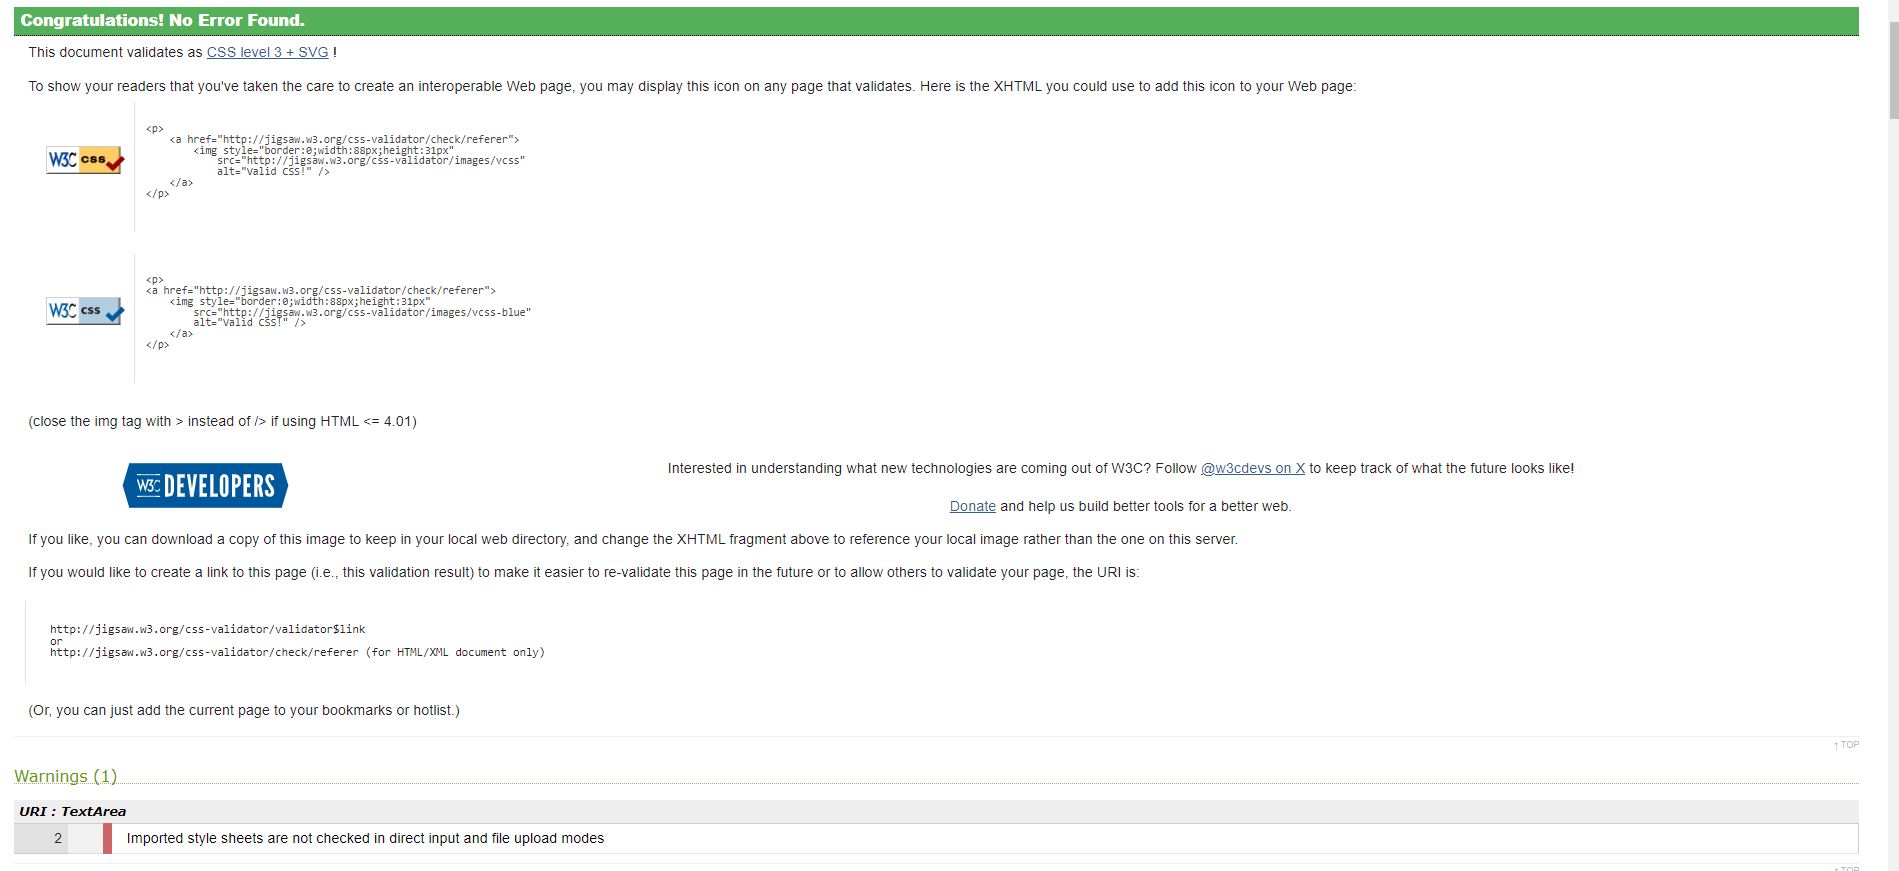 Congratulations! No Error Found.
This document validates as CSS level 3 + SVG !
To show your readers that you've taken the care to create an interoperable Web page, you may display this icon on any page that validates. Here is the XHTML you could use to add this icon to your Web page:
W3C css
<p>
    <a href="http://jigsaw.w3.org/css-validator/check/referer">
        <img style="border:0;width:88px;height:31px"
            src="http://jigsaw.w3.org/css-validator/images/vcss"
            alt="Valid CSS!" />
    </a>
</p>
W3C css
<p>
<a href="http://jigsaw.w3.org/css-validator/check/referer">
    <img style="border:0;width:88px;height:31px"
        src="http://jigsaw.w3.org/css-validator/images/vcss-blue"
        alt="Valid CSS!" />
    </a>
</p>
(close the img tag with > instead of /> if using HTML <= 4.01)
W3C DEVELOPERS
Interested in understanding what new technologies are coming out of W3C? Follow @w3cdevs on X to keep track of what the future looks like!
Donate and help us build better tools for a better web.
If you like, you can download a copy of this image to keep in your local web directory, and change the XHTML fragment above to reference your local image rather than the one on this server.
If you would like to create a link to this page (i.e., this validation result) to make it easier to re-validate this page in the future or to allow others to validate your page, the URI is:
http://jigsaw.w3.org/css-validator/validator$link
or
http://jigsaw.w3.org/css-validator/check/referer (for HTML/XML document only)
(Or, you can just add the current page to your bookmarks or hotlist.)
↑ TOP
Warnings (1)
URI : TextArea
2 Imported style sheets are not checked in direct input and file upload modes
↑ TOP